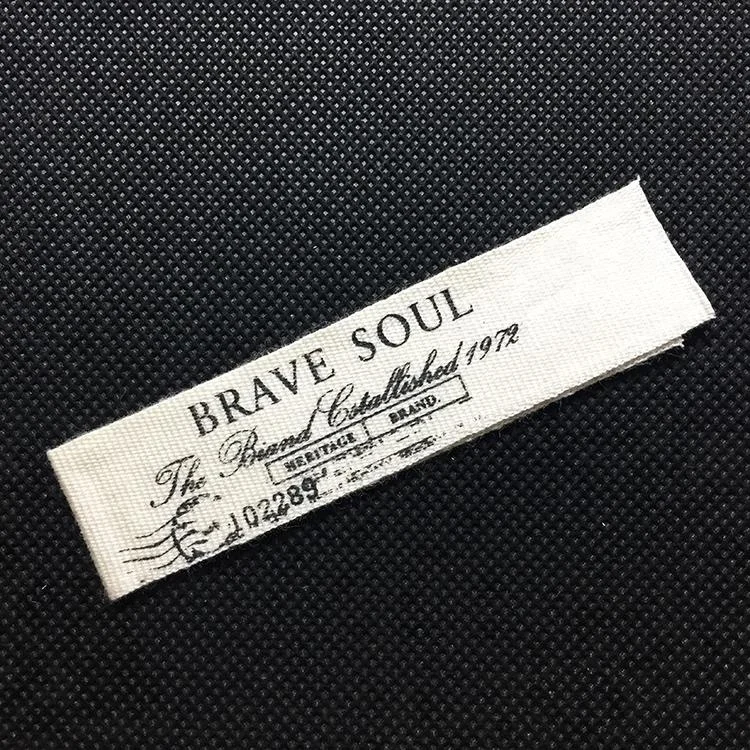 BRAVE SOUL
The Brand Established 1972
HERITAGE BRAND.
102289